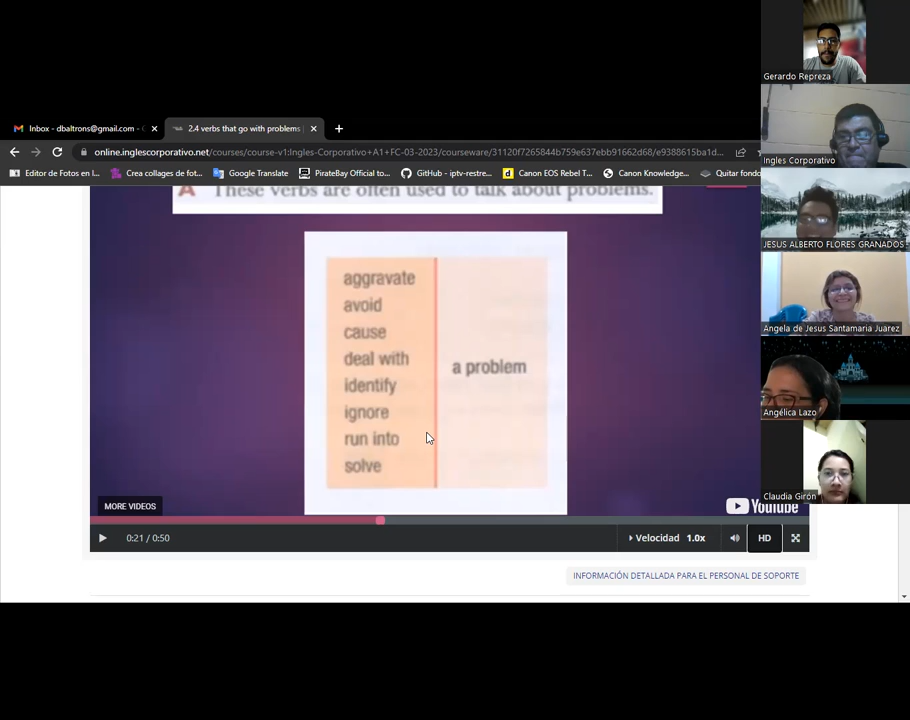 Inbox - dbaltrons@gmail.com -
2.4 verbs that go with problems
online.inglescorporativo.net/courses/course-v1:Ingles-Corporativo+A1+FC-03-2023/courseware/31120f7265844b759e637ebb91662d68/e9388615ba1d...
Editor de Fotos en l...
Crea collages de fot...
Google Translate
PirateBay Official to...
GitHub - iptv-restre...
Canon EOS Rebel T...
Canon Knowledge...
Quitar fondo
A These verbs are often used to talk about problems.
aggravate
avoid
cause
deal with
identify
ignore
run into
solve
a problem
MORE VIDEOS
YouTube
0:21 / 0:50
Velocidad 1.0x
HD
INFORMACIÓN DETALLADA PARA EL PERSONAL DE SOPORTE
Gerardo Repreza
Ingles Corporativo
JESUS ALBERTO FLORES GRANADOS
Angela de Jesus Santamaria Juarez
Angélica Lazo
Claudia Girón